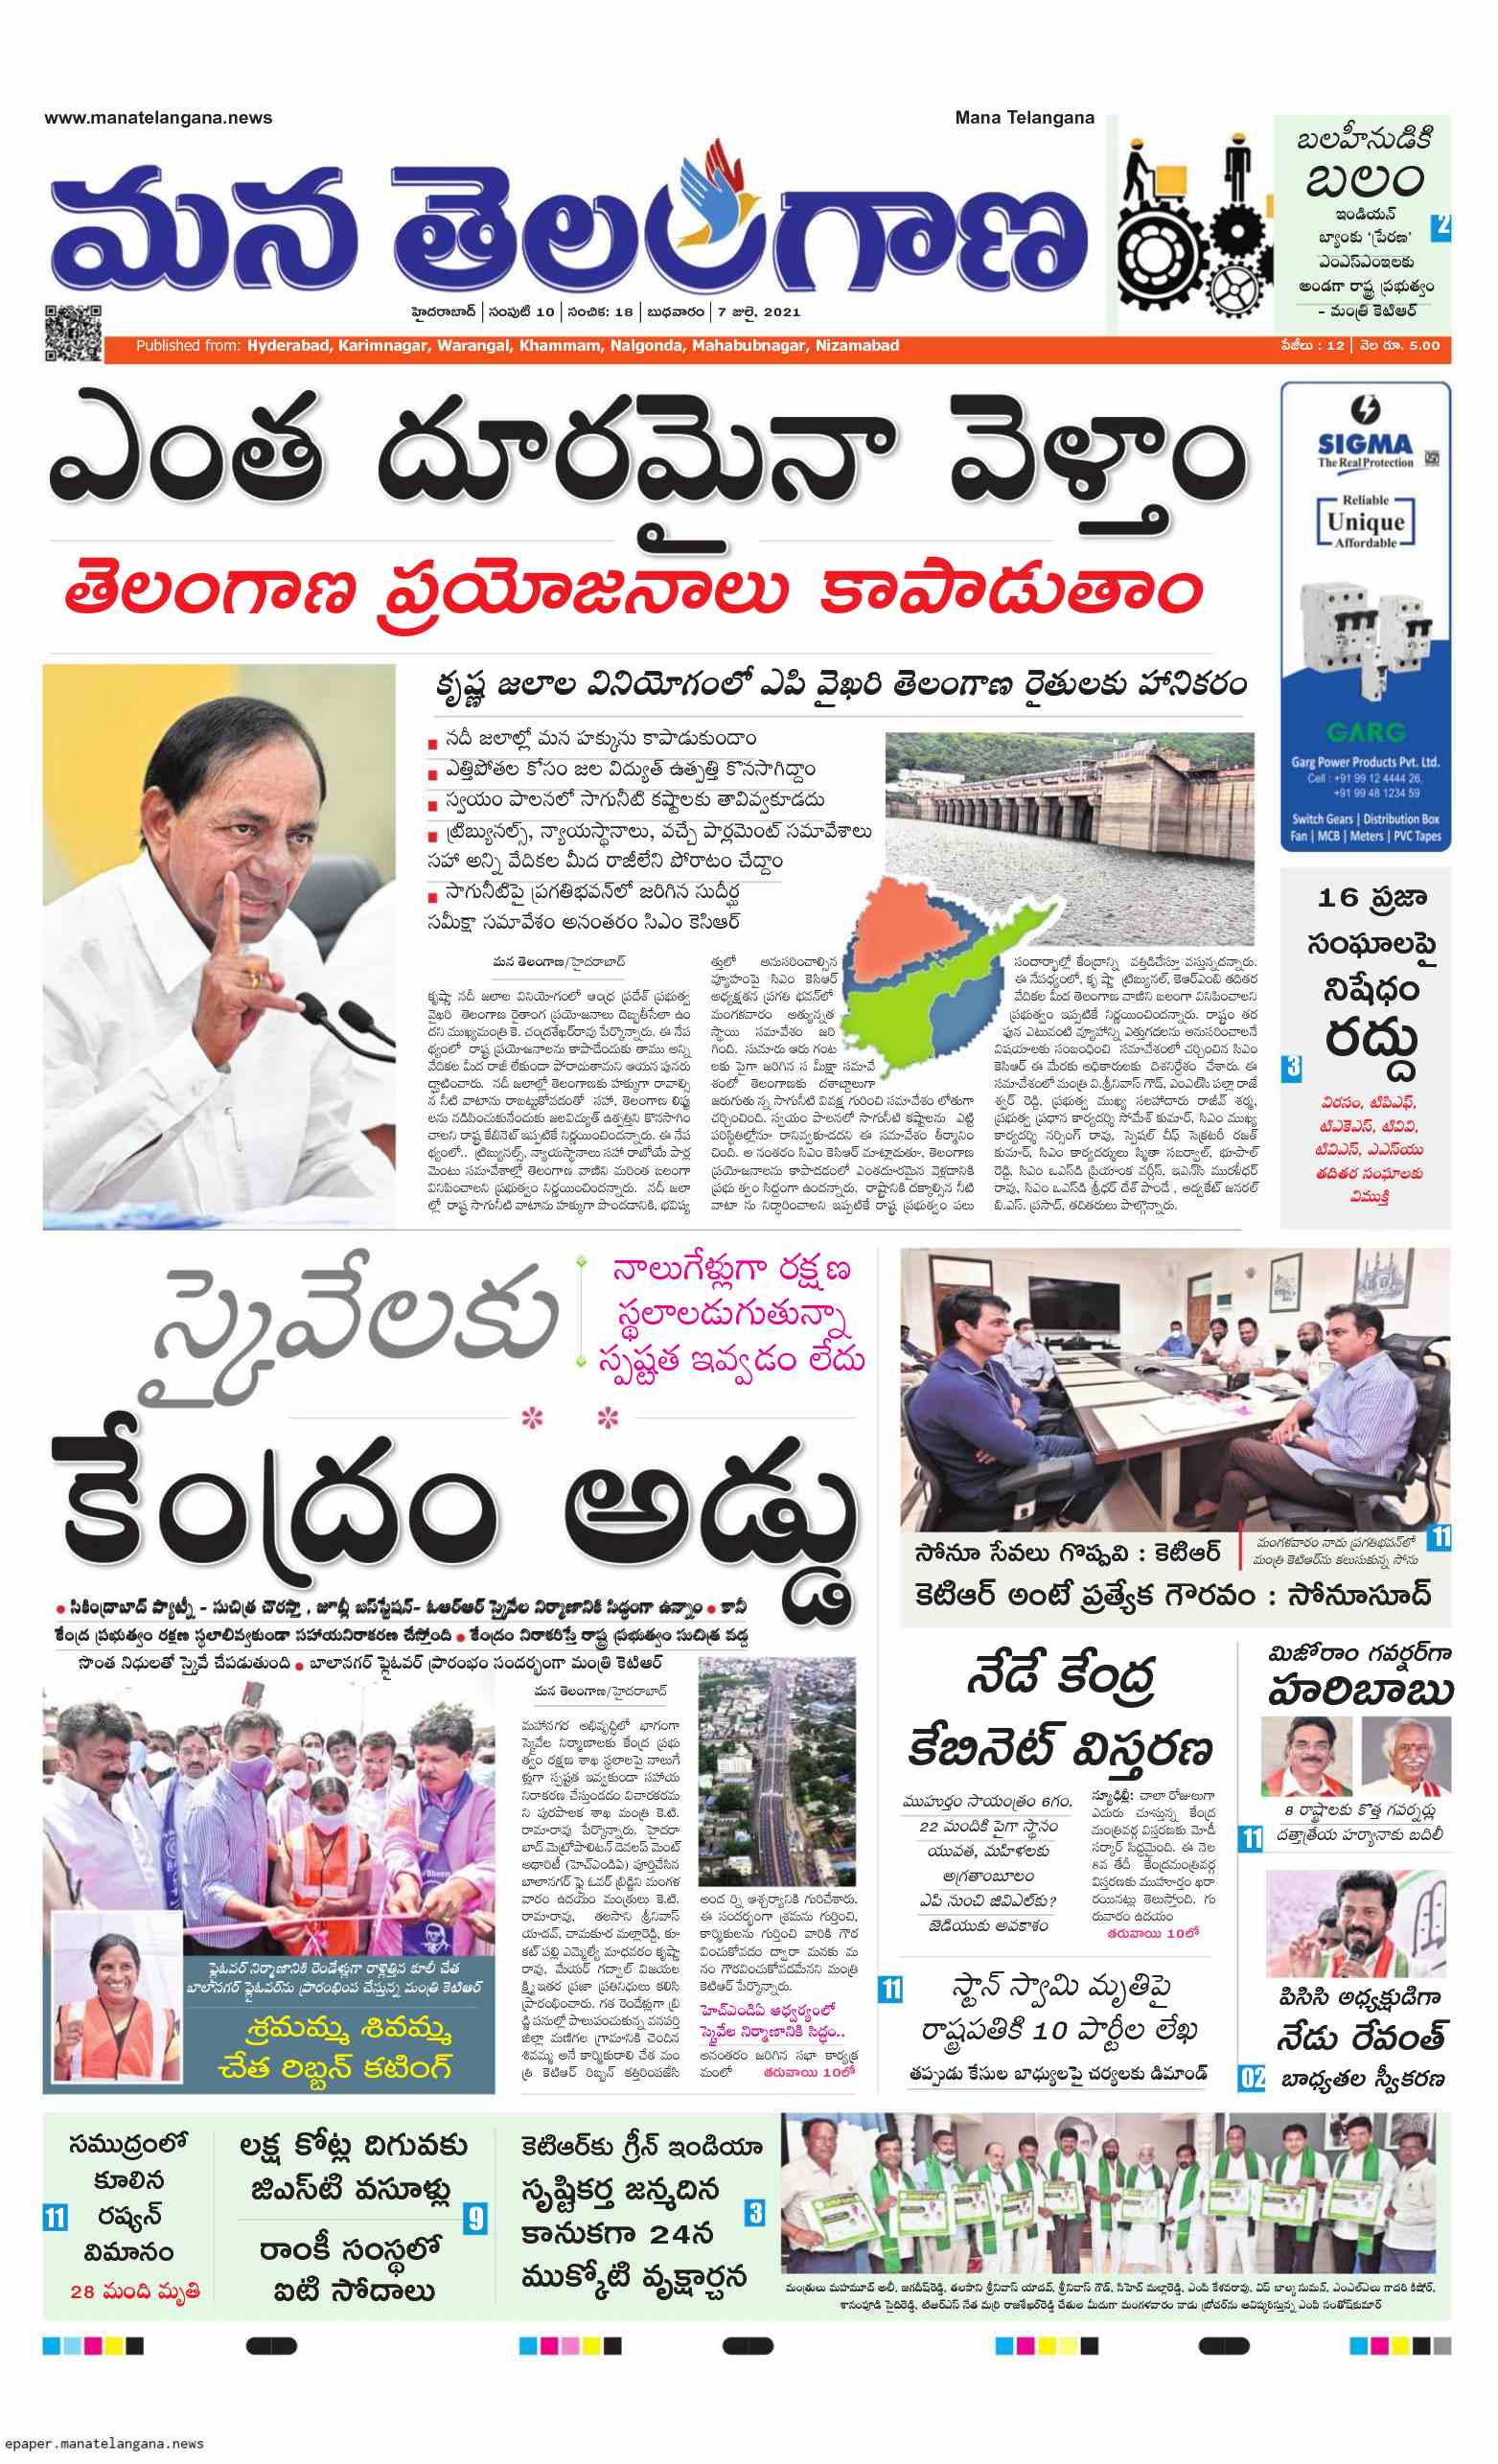 www.manatelangana.news
Mana Telangana
మన తెలంగాణ
హైదరాబాద్ | సంపుటి 10 | సంచిక: 18 | బుధవారం | 7 జులై, 2021
Published from: Hyderabad, Karimnagar, Warangal, Khammam, Nalgonda, Mahabubnagar, Nizamabad
పేజీలు : 12 | వెల రూ. 5.00
బలహీనుడికి
బలం
ఇండియన్
బ్యాంకు ‘ప్రేరణ’
ఎంఎస్ఎంఇలకు
అండగా రాష్ట్ర ప్రభుత్వం
- మంత్రి కెటిఆర్
2
ఎంత దూరమైనా వెళ్తాం
తెలంగాణ ప్రయోజనాలు కాపాడుతాం
కృష్ణ జలాల వినియోగంలో ఎపి వైఖరి తెలంగాణ రైతులకు హానికరం
నదీ జలాల్లో మన హక్కును కాపాడుకుందాం
ఎత్తిపోతల కోసం జల విద్యుత్ ఉత్పత్తి కొనసాగిద్దాం
స్వయం పాలనలో సాగునీటి కష్టాలకు తావివ్వకూడదు
ట్రిబ్యునల్స్, న్యాయస్థానాలు, వచ్చే పార్లమెంట్ సమావేశాలు
సహా అన్ని వేదికల మీద రాజీలేని పోరాటం చేద్దాం
సాగునీటిపై ప్రగతిభవన్‌లో జరిగిన సుదీర్ఘ
సమీక్షా సమావేశం అనంతరం సిఎం కెసిఆర్
మన తెలంగాణ/హైదరాబాద్
కృష్ణా నదీ జలాల వినియోగంలో ఆంధ్ర ప్రదేశ్ ప్రభుత్వ
వైఖరి తెలంగాణ రైతాంగ ప్రయోజనాలు దెబ్బతీసేలా ఉం
దని ముఖ్యమంత్రి కె. చంద్రశేఖర్‌రావు పేర్కొన్నారు. ఈ నేప
థ్యంలో రాష్ట్ర ప్రయోజనాలను కాపాడేందుకు తాము అన్ని
వేదికల మీద రాజీ లేకుండా పోరాడుతామని ఆయన పునరు
ద్ఘాటించారు. నదీ జలాల్లో తెలంగాణకు హక్కుగా రావాల్సి
న నీటి వాటాను రాబట్టుకోవడంతో సహా, తెలంగాణ లిఫ్టు
లను నడిపించుకునేందుకు జలవిద్యుత్ ఉత్పత్తిని కొనసాగిం
చాలని రాష్ట్ర కేబినెట్ ఇప్పటికే నిర్ణయించిందన్నారు. ఈ నేప
థ్యంలో.. ట్రిబ్యునల్స్, న్యాయస్థానాలు సహా రాబోయే పార్ల
మెంటు సమావేశాల్లో తెలంగాణ వాణిని మరింత బలంగా
వినిపించాలని ప్రభుత్వం నిర్ణయించిందన్నారు. నదీ జలా
ల్లో రాష్ట్ర సాగునీటి వాటాను హక్కుగా పొందడానికి, భవిష్య
త్తులో అనుసరించాల్సిన
వ్యూహంపై సిఎం కెసిఆర్
అధ్యక్షతన ప్రగతి భవన్‌లో
మంగళవారం అత్యున్నత
స్థాయి సమావేశం జరి
గింది. సుమారు ఆరు గంట
లకు పైగా జరిగిన స మీక్షా సమావే
శంలో తెలంగాణకు దశాబ్దాలుగా
జరుగుతు న్న సాగునీటి వివక్ష గురించి సమావేశం లోతుగా
చర్చించింది. స్వయం పాలనలో సాగునీటి కష్టాలను ఎట్టి
పరిస్థితుల్లోనూ రానివ్వకూడదని ఈ సమావేశం తీర్మానిం
చింది. అ నంతరం సిఎం కెసిఆర్ మాట్లాడుతూ, తెలంగాణ
ప్రయోజనాలను కాపాడడంలో ఎంతదూరమైన వెళ్లడానికి
ప్రభు త్వం సిద్ధంగా ఉందన్నారు. రాష్ట్రానికి దక్కాల్సిన నీటి
వాటా ను నిర్ధారించాలని ఇప్పటికే రాష్ట్ర ప్రభుత్వం పలు
సందార్భాల్లో కేంద్రాన్ని వత్తిడిచేస్తూ వస్తున్నదన్నారు.
ఈ నేపథ్యంలో, కృ ష్ణా ట్రిబ్యునల్, కెఆర్ఎంబి తదితర
వేదికల మీద తెలంగాణ వాణిని బలంగా వినిపించాలని
ప్రభుత్వం ఇప్పటికే నిర్ణయించిందన్నారు. రాష్ట్రం తర
ఫున ఎటువంటి వ్యూహాన్ని ఎత్తుగడలను అనుసరించాలనే
విషయాలకు సంబంధించి సమావేశంలో చర్చించిన సిఎం
కెసిఆర్ ఈ మేరకు అధికారులకు దిశనిర్దేశం చేశారు. ఈ
సమావేశంలో మంత్రి వి.శ్రీనివాస్ గౌడ్, ఎంఎల్‌సి పల్లా రాజే
శ్వర్ రెడ్డి, ప్రభుత్వ ముఖ్య సలహాదారు రాజీవ్ శర్మ,
ప్రభుత్వ ప్రధాన కార్యదర్శి సోమేశ్ కుమార్, సిఎం ముఖ్య
కార్యదర్శి నర్సింగ్ రావు, స్పెషల్ చీఫ్ సెక్రటరీ రజత్
కుమార్, సిఎం కార్యదర్శులు స్మితా సబర్వాల్, భూపాల్
రెడ్డి, సిఎం ఒఎస్‌డి ప్రియాంక వర్గీస్, ఇఎన్‌సి మురళీధర్
రావు, సిఎం ఒఎస్‌డి శ్రీధర్ దేశ్ పాండే , అడ్వకేట్ జనరల్
బి.ఎస్. ప్రసాద్, తదితరులు పాల్గొన్నారు.
SIGMA
The Real Protection
Reliable
Unique
Affordable
GARG
Garg Power Products Pvt. Ltd.
Cell : +91 99 12 4444 26,
+91 99 48 1234 59
Switch Gears | Distribution Box
Fan | MCB | Meters | PVC Tapes
16 ప్రజా
సంఘాలపై
నిషేధం
రద్దు
3
విరసం, టిపిఎఫ్,
టిఎకెఎస్, టివివి,
టివిఎస్, ఎఎస్‌యు
తదితర సంఘాలకు
విముక్తి
స్కైవేలకు
కేంద్రం అడ్డు
నాలుగేళ్లుగా రక్షణ
స్థలాలడుగుతున్నా
స్పష్టత ఇవ్వడం లేదు
● సికింద్రాబాద్ ప్యాట్నీ - సుచిత్ర చౌరస్తా , జూబ్లీ బస్‌స్టేషన్- ఓఆర్ఆర్ స్కైవేల నిర్మాణానికి సిద్ధంగా ఉన్నాం ● కానీ
కేంద్ర ప్రభుత్వం రక్షణ స్థలాలివ్వకుండా సహాయనిరాకరణ చేస్తోంది ● కేంద్రం నిరాకరిస్తే రాష్ట్ర ప్రభుత్వం సుచిత్ర వద్ద
సొంత నిధులతో స్కైవే చేపడుతుంది ● బాలానగర్ ఫ్లైఓవర్ ప్రారంభం సందర్భంగా మంత్రి కెటిఆర్
ఫ్లైఓవర్ నిర్మాణానికి రెండేళ్లుగా రాళ్లెత్తిన కూలీ చేత
బాలానగర్ ఫ్లైఓవర్‌ను ప్రారంభింప చేస్తున్న మంత్రి కెటిఆర్
శ్రమమ్మ శివమ్మ
చేత రిబ్బన్ కటింగ్
మన తెలంగాణ/హైదరాబాద్
మహానగర అభివృద్ధిలో భాగంగా
స్కైవేల నిర్మాణాలకు కేంద్ర ప్రభు
త్వం రక్షణ శాఖ స్థలాలపై నాలుగే
ళ్లుగా స్పష్టత ఇవ్వకుండా సహాయ
నిరాకరణ చేస్తుందడం విచారకరమ
ని పురపాలక శాఖ మంత్రి కె.టి.
రామారావు పేర్కొన్నారు. హైదరా
బాద్ మెట్రోపాలిటన్ డెవలప్ మెంట్
అథారిటీ (హెచ్ఎండిఏ) పూర్తిచేసిన
బాలానగర్ ఫ్లై ఓవర్ బ్రిడ్జిని మంగళ
వారం ఉదయం మంత్రులు కె.టి.
రామారావు, తలసాని శ్రీనివాస్
యాదవ్, చామకూర మల్లారెడ్డి, కూ
కట్ పల్లి ఎమ్మెల్యే మాధవరం కృష్ణా
రావు, మేయర్ గద్వాల్ విజయల
క్ష్మి ఇతర ప్రజా ప్రతినిధులు కలిసి
ప్రారంభించారు. గత రెండేళ్లుగా బ్రి
డ్జి పనుల్లో పాలుపంచుకున్న వనపర్తి
జిల్లా మణిగల గ్రామానికి చెందిన
శివమ్మ అనే కార్మికురాలి చేత మం
త్రి కెటిఆర్ రిబ్బన్ కత్తిరింపజేసి
అంద ర్ని ఆశ్చర్యానికి గురిచేశారు.
ఈ సందర్భంగా శ్రమను గుర్తించి,
కార్మికులను గుర్తించి వారికి గౌర
వించుకోవడం ద్వారా మనకు మ
నం గౌరవించుకోవడమేనని మంత్రి
కెటిఆర్ పేర్కొన్నారు.
హెచ్ఎండిఏ ఆధ్వర్యంలో
స్కైవేల నిర్మాణానికి సిద్ధం..
అనంతరం జరిగిన సభా కార్యక్ర
మంలో తరువాయి 10లో
సోనూ సేవలు గొప్పవి : కెటిఆర్
మంగళవారం నాడు ప్రగతిభవన్‌లో
మంత్రి కెటిఆర్‌ను కలుసుకున్న సోను
11
కెటిఆర్ అంటే ప్రత్యేక గౌరవం : సోనూసూద్
నేడే కేంద్ర
కేబినెట్ విస్తరణ
ముహుర్తం సాయంత్రం 6గం.
22 మందికి పైగా స్థానం
యువత, మహిళలకు
అగ్రతాంబూలం
ఎపి నుంచి జివిఎల్‌కు?
జెడియుకు అవకాశం
న్యూఢిల్లీ: చాలా రోజులుగా
ఎదురు చూస్తున్న కేంద్ర
మంత్రివర్గ విస్తరణకు మోడీ
సర్కార్ సిద్ధమైంది. ఈ నెల
8వ తేదీ కేంద్రమంత్రివర్గ
విస్తరణకు ముహుర్తం ఖరా
రయినట్లు తెలుస్తోంది. గు
రువారం ఉదయం
తరువాయి 10లో
11
స్టాన్ స్వామి మృతిపై
రాష్ట్రపతికి 10 పార్టీల లేఖ
తప్పుడు కేసుల బాధ్యులపై చర్యలకు డిమాండ్
మిజోరాం గవర్నర్‌గా
హరిబాబు
8 రాష్ట్రాలకు కొత్త గవర్నర్లు
దత్తాత్రేయ హర్యానాకు బదిలీ
11
పిసిసి అధ్యక్షుడిగా
నేడు రేవంత్
బాధ్యతల స్వీకరణ
02
సముద్రంలో
కూలిన
రష్యన్
విమానం
28 మంది మృతి
11
లక్ష కోట్ల దిగువకు
జిఎస్‌టి వసూళ్లు
రాంకీ సంస్థలో
ఐటి సోదాలు
9
కెటిఆర్‌కు గ్రీన్ ఇండియా
సృష్టికర్త జన్మదిన
కానుకగా 24న
ముక్కోటి వృక్షార్చన
3
మంత్రులు మహమూద్ అలీ, జగదీష్‌రెడ్డి, తలసాని శ్రీనివాస్ యాదవ్, శ్రీనివాస్ గౌడ్, సిహెచ్ మల్లారెడ్డి, ఎంపి కేశవరావు, విప్ బాల్క సుమన్, ఎంఎల్ఎలు గాదరి కిషోర్,
శానంపూడి సైదిరెడ్డి, టిఆర్ఎస్ నేత మర్రి రాజశేఖర్‌రెడ్డి చేతుల మీదుగా మంగళవారం నాడు బ్రోచర్‌ను ఆవిష్కరిస్తున్న ఎంపి సంతోష్‌కుమార్
epaper.manatelangana.news